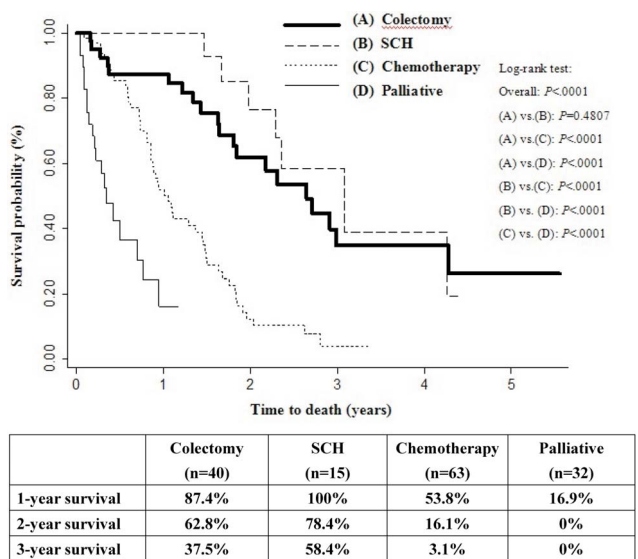 (A) Colectomy
(B) SCH
(C) Chemotherapy
(D) Palliative
Log-rank test:
Overall: P<.0001
(A) vs.(B): P=0.4807
(A) vs.(C): P<.0001
(A) vs.(D): P<.0001
(B) vs.(C): P<.0001
(B) vs. (D): P<.0001
(C) vs. (D): P<.0001
Survival probability (%)
1.00
0.80
0.60
0.40
0.20
0.00
0 1 2 3 4 5
Time to death (years)
Colectomy (n=40) SCH (n=15) Chemotherapy (n=63) Palliative (n=32)
1-year survival 87.4% 100% 53.8% 16.9%
2-year survival 62.8% 78.4% 16.1% 0%
3-year survival 37.5% 58.4% 3.1% 0%